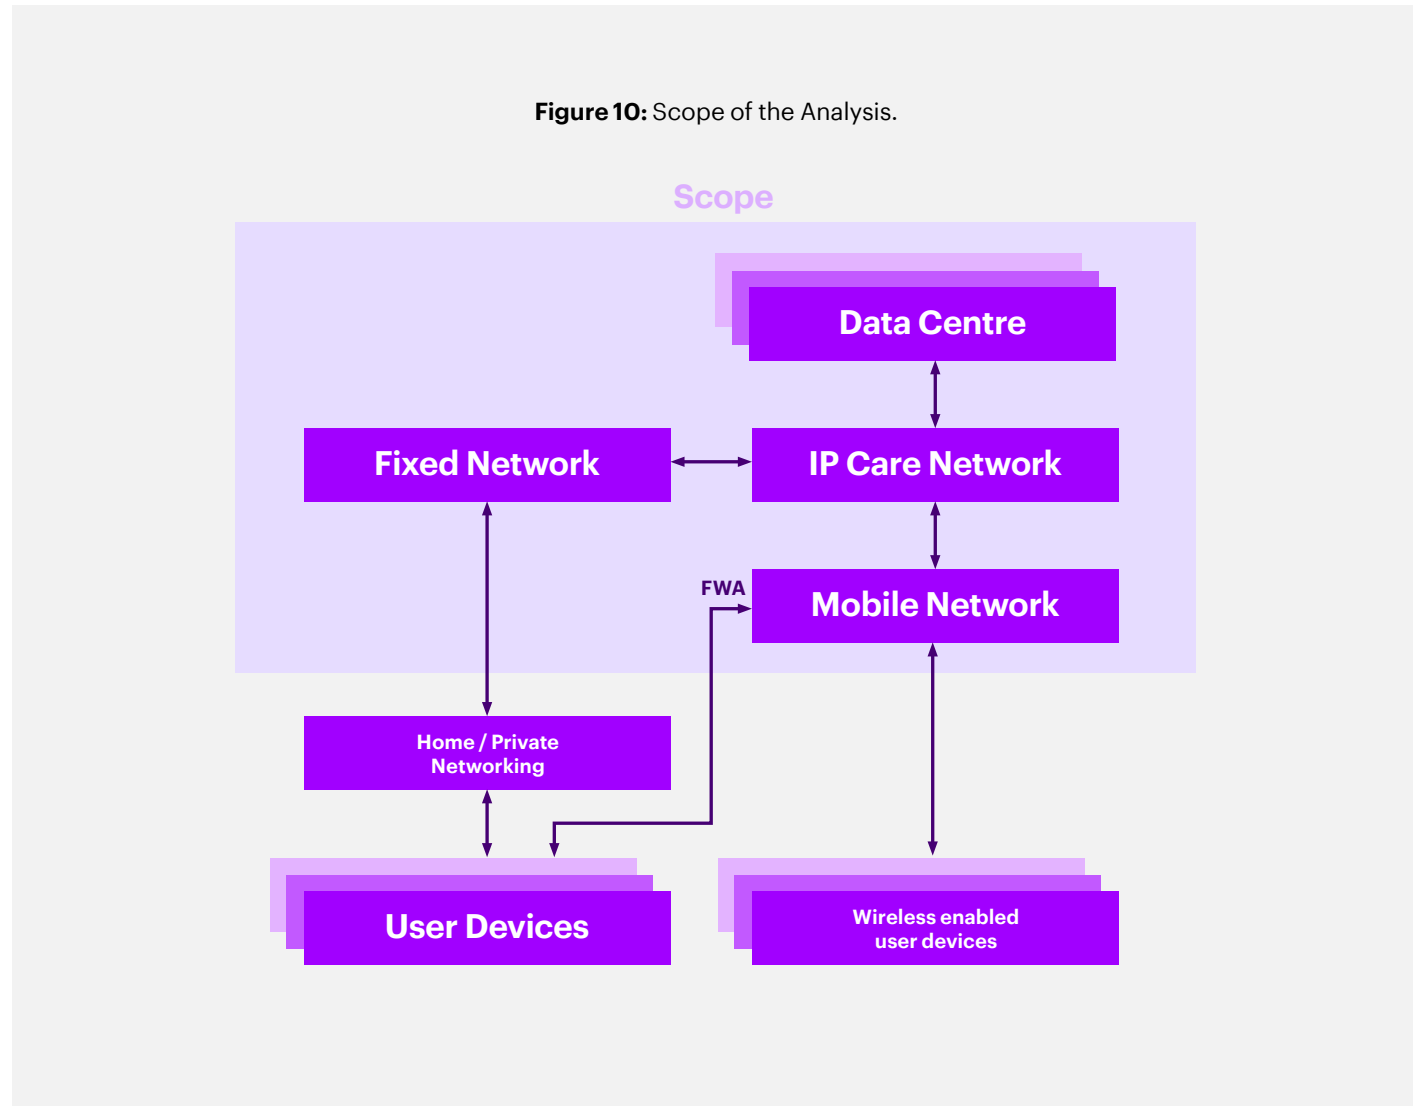 Figure 10: Scope of the Analysis.
Scope
Data Centre
Fixed Network
IP Care Network
FWA
Mobile Network
Home / Private
Networking
User Devices
Wireless enabled
user devices